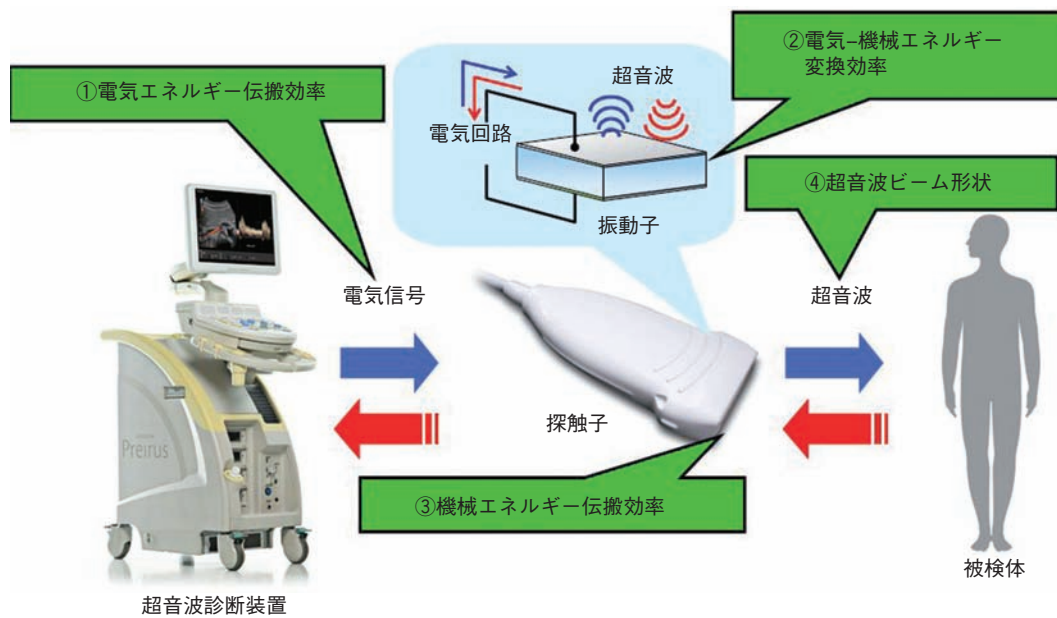 ①電気エネルギー伝搬効率
②電気−機械エネルギー
変換効率
超音波
電気回路
振動子
④超音波ビーム形状
電気信号
超音波
探触子
Preirus
③機械エネルギー伝搬効率
被検体
超音波診断装置